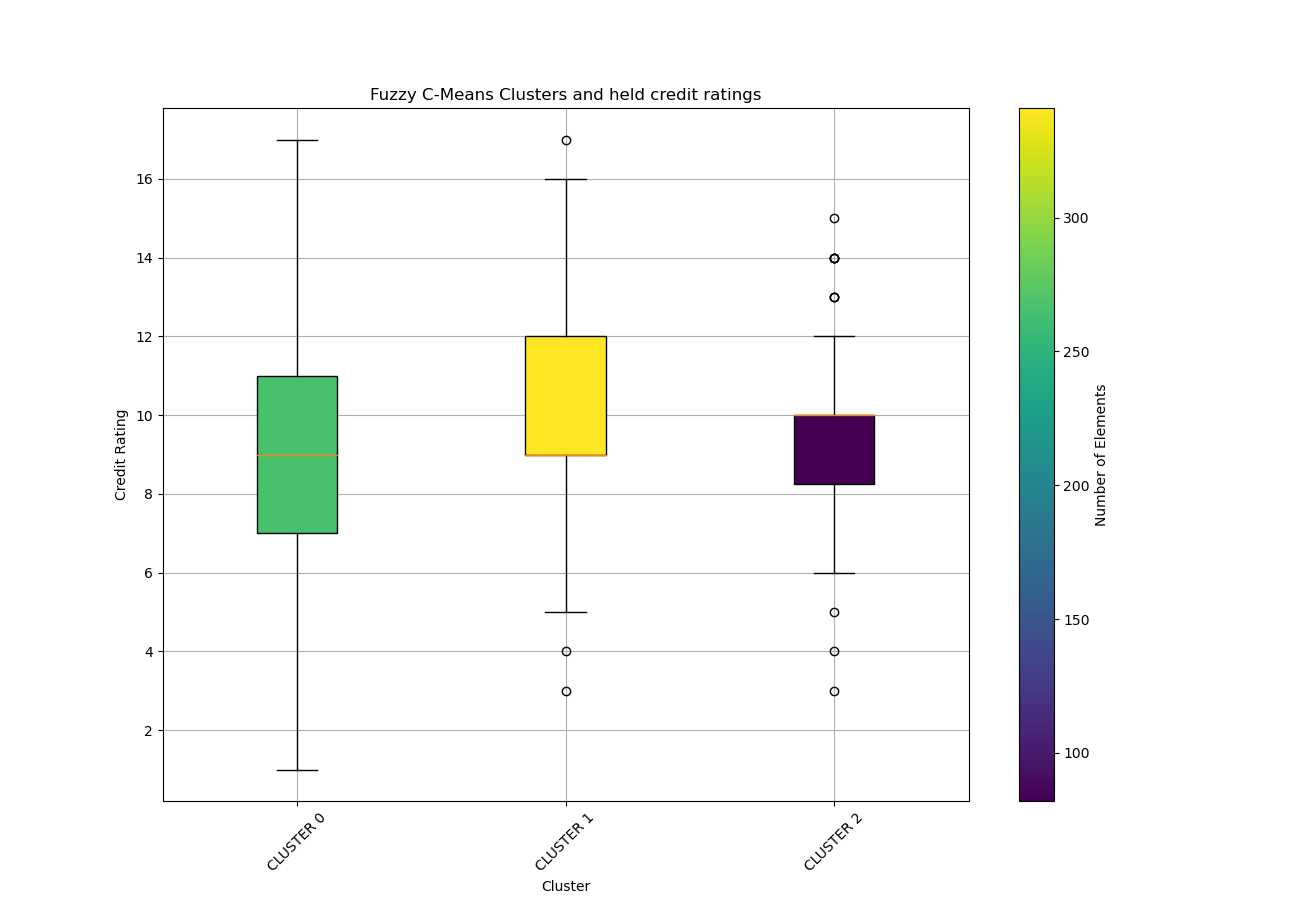 Fuzzy C-Means Clusters and held credit ratings
16
14
12
10
8
6
4
2
Credit Rating
CLUSTER 0
CLUSTER 1
CLUSTER 2
Cluster
300
250
200
150
100
Number of Elements